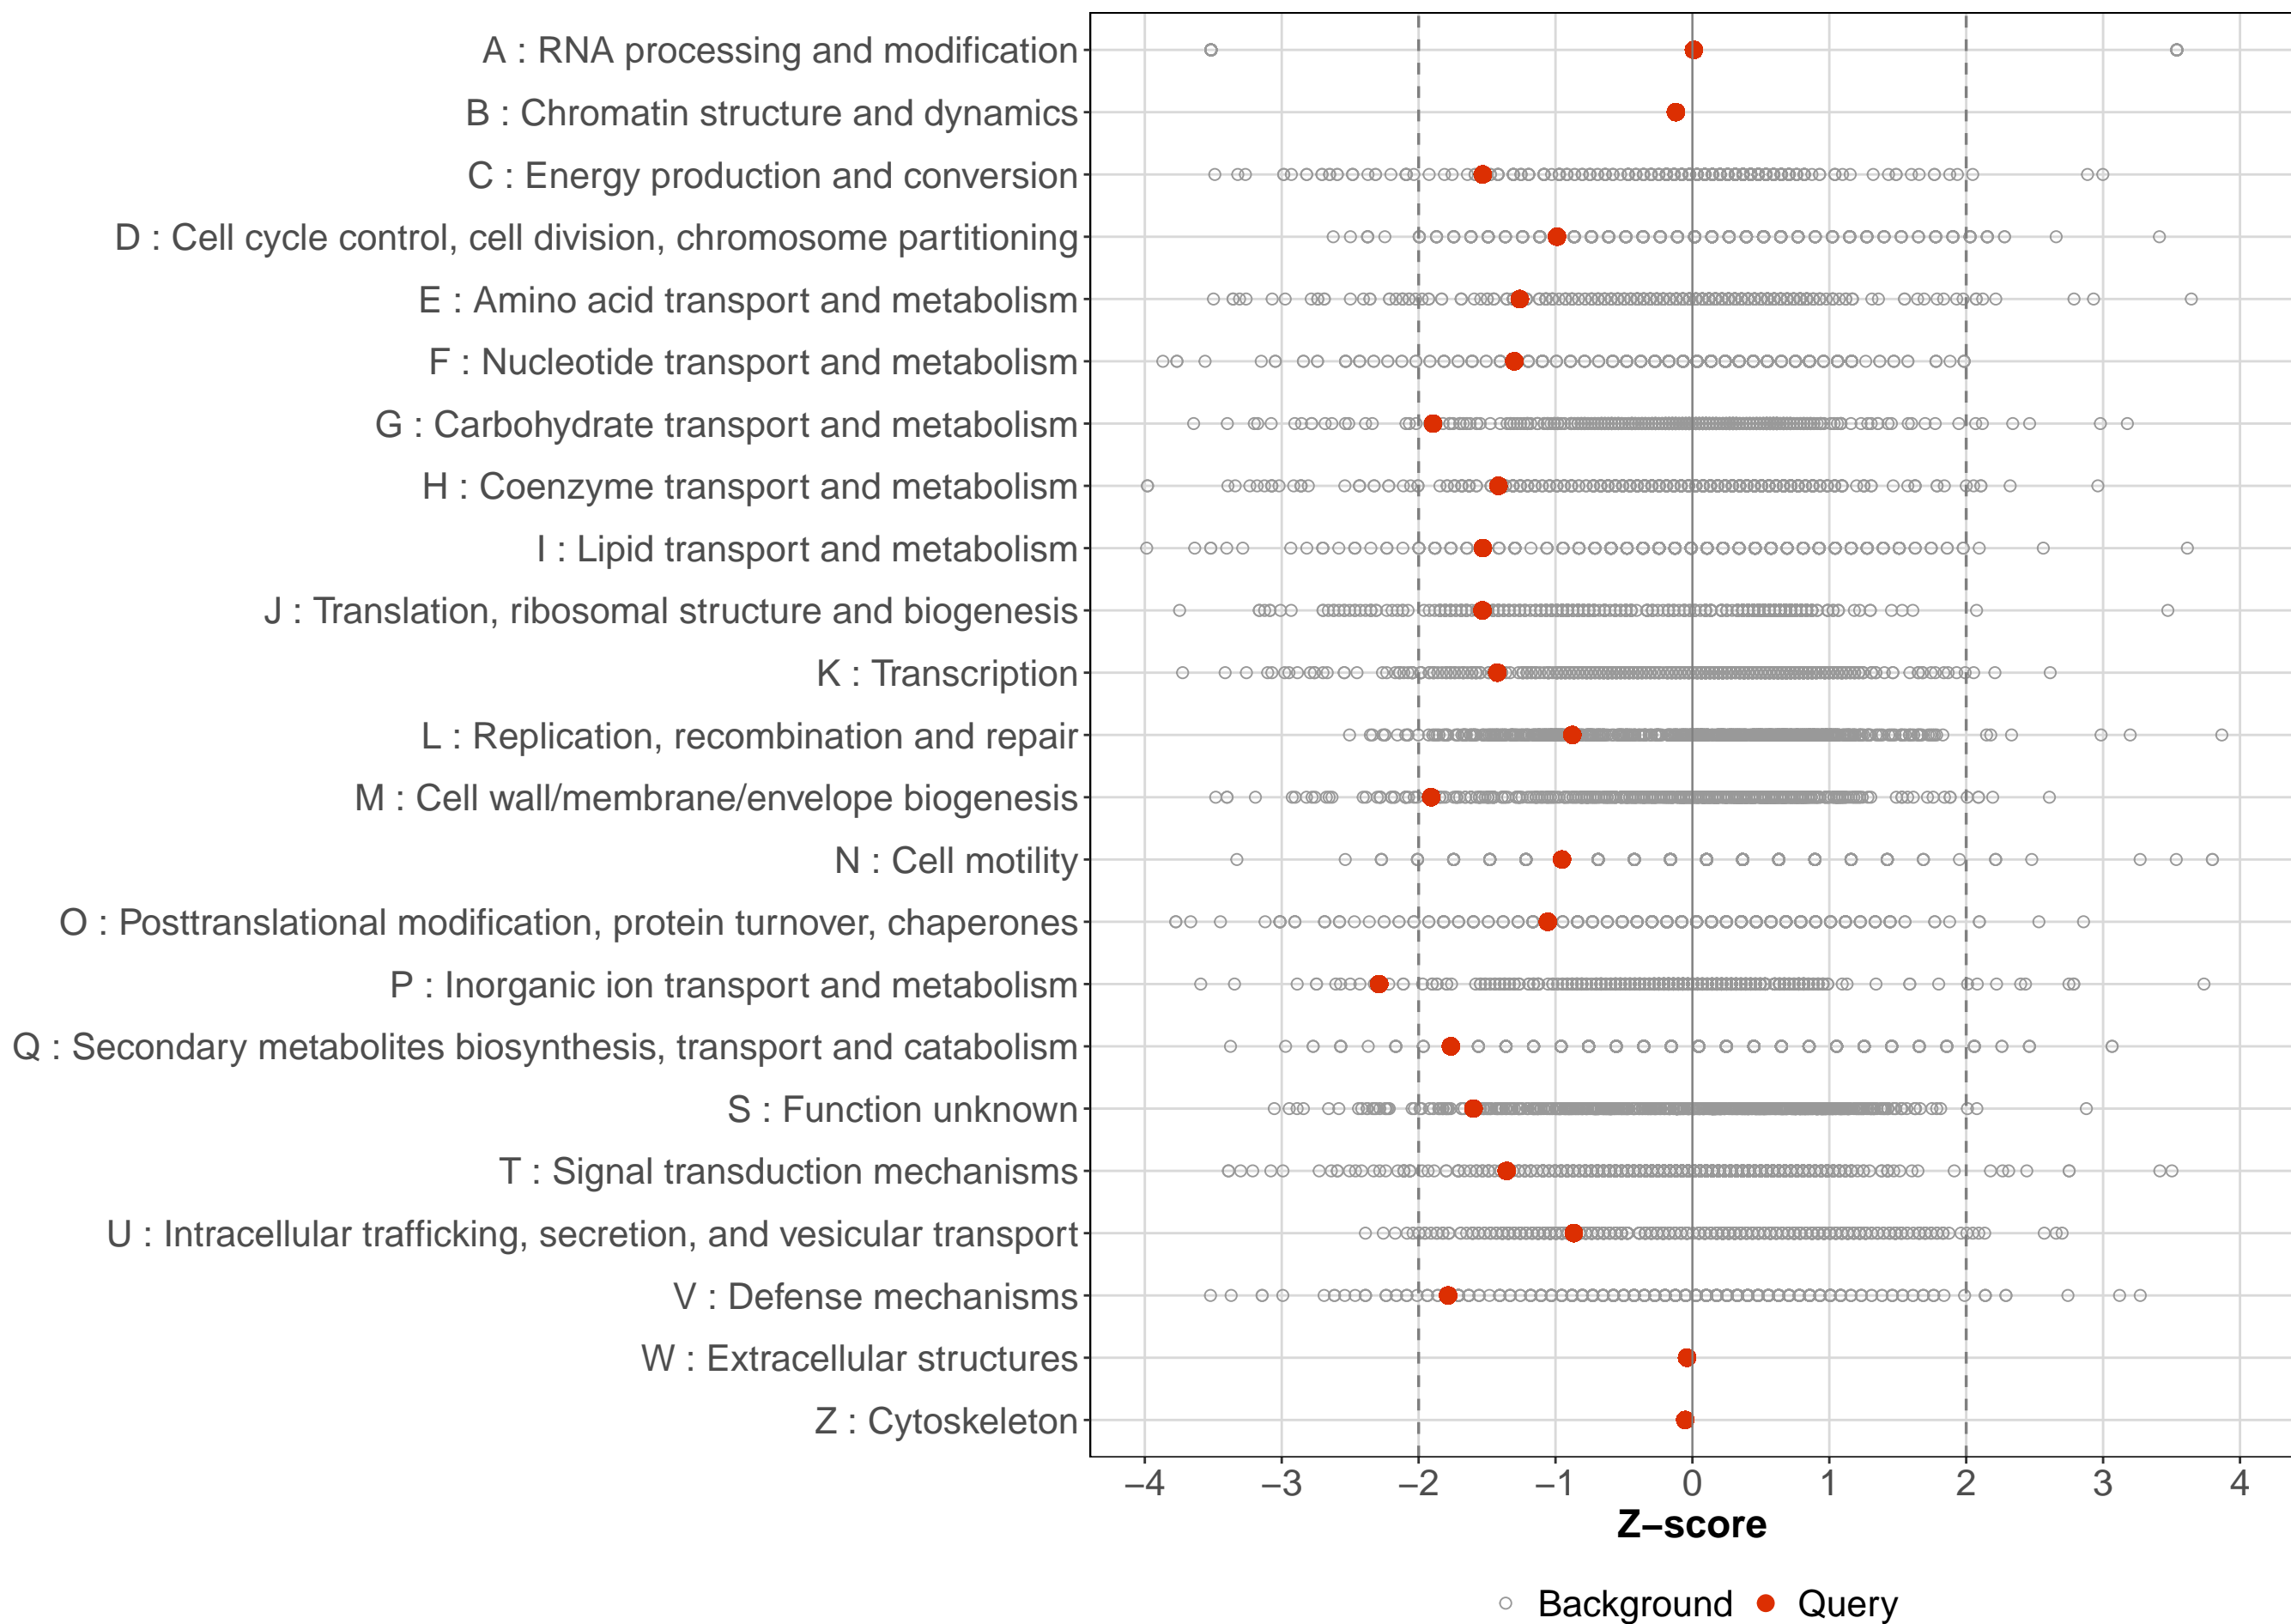 A : RNA processing and modification
B : Chromatin structure and dynamics
C : Energy production and conversion
D : Cell cycle control, cell division, chromosome partitioning
E : Amino acid transport and metabolism
F : Nucleotide transport and metabolism
G : Carbohydrate transport and metabolism
H : Coenzyme transport and metabolism
I : Lipid transport and metabolism
J : Translation, ribosomal structure and biogenesis
K : Transcription
L : Replication, recombination and repair
M : Cell wall/membrane/envelope biogenesis
N : Cell motility
O : Posttranslational modification, protein turnover, chaperones
P : Inorganic ion transport and metabolism
Q : Secondary metabolites biosynthesis, transport and catabolism
S : Function unknown
T : Signal transduction mechanisms
U : Intracellular trafficking, secretion, and vesicular transport
V : Defense mechanisms
W : Extracellular structures
Z : Cytoskeleton
−4 −3 −2 −1 0 1 2 3 4
Z−score
Background Query